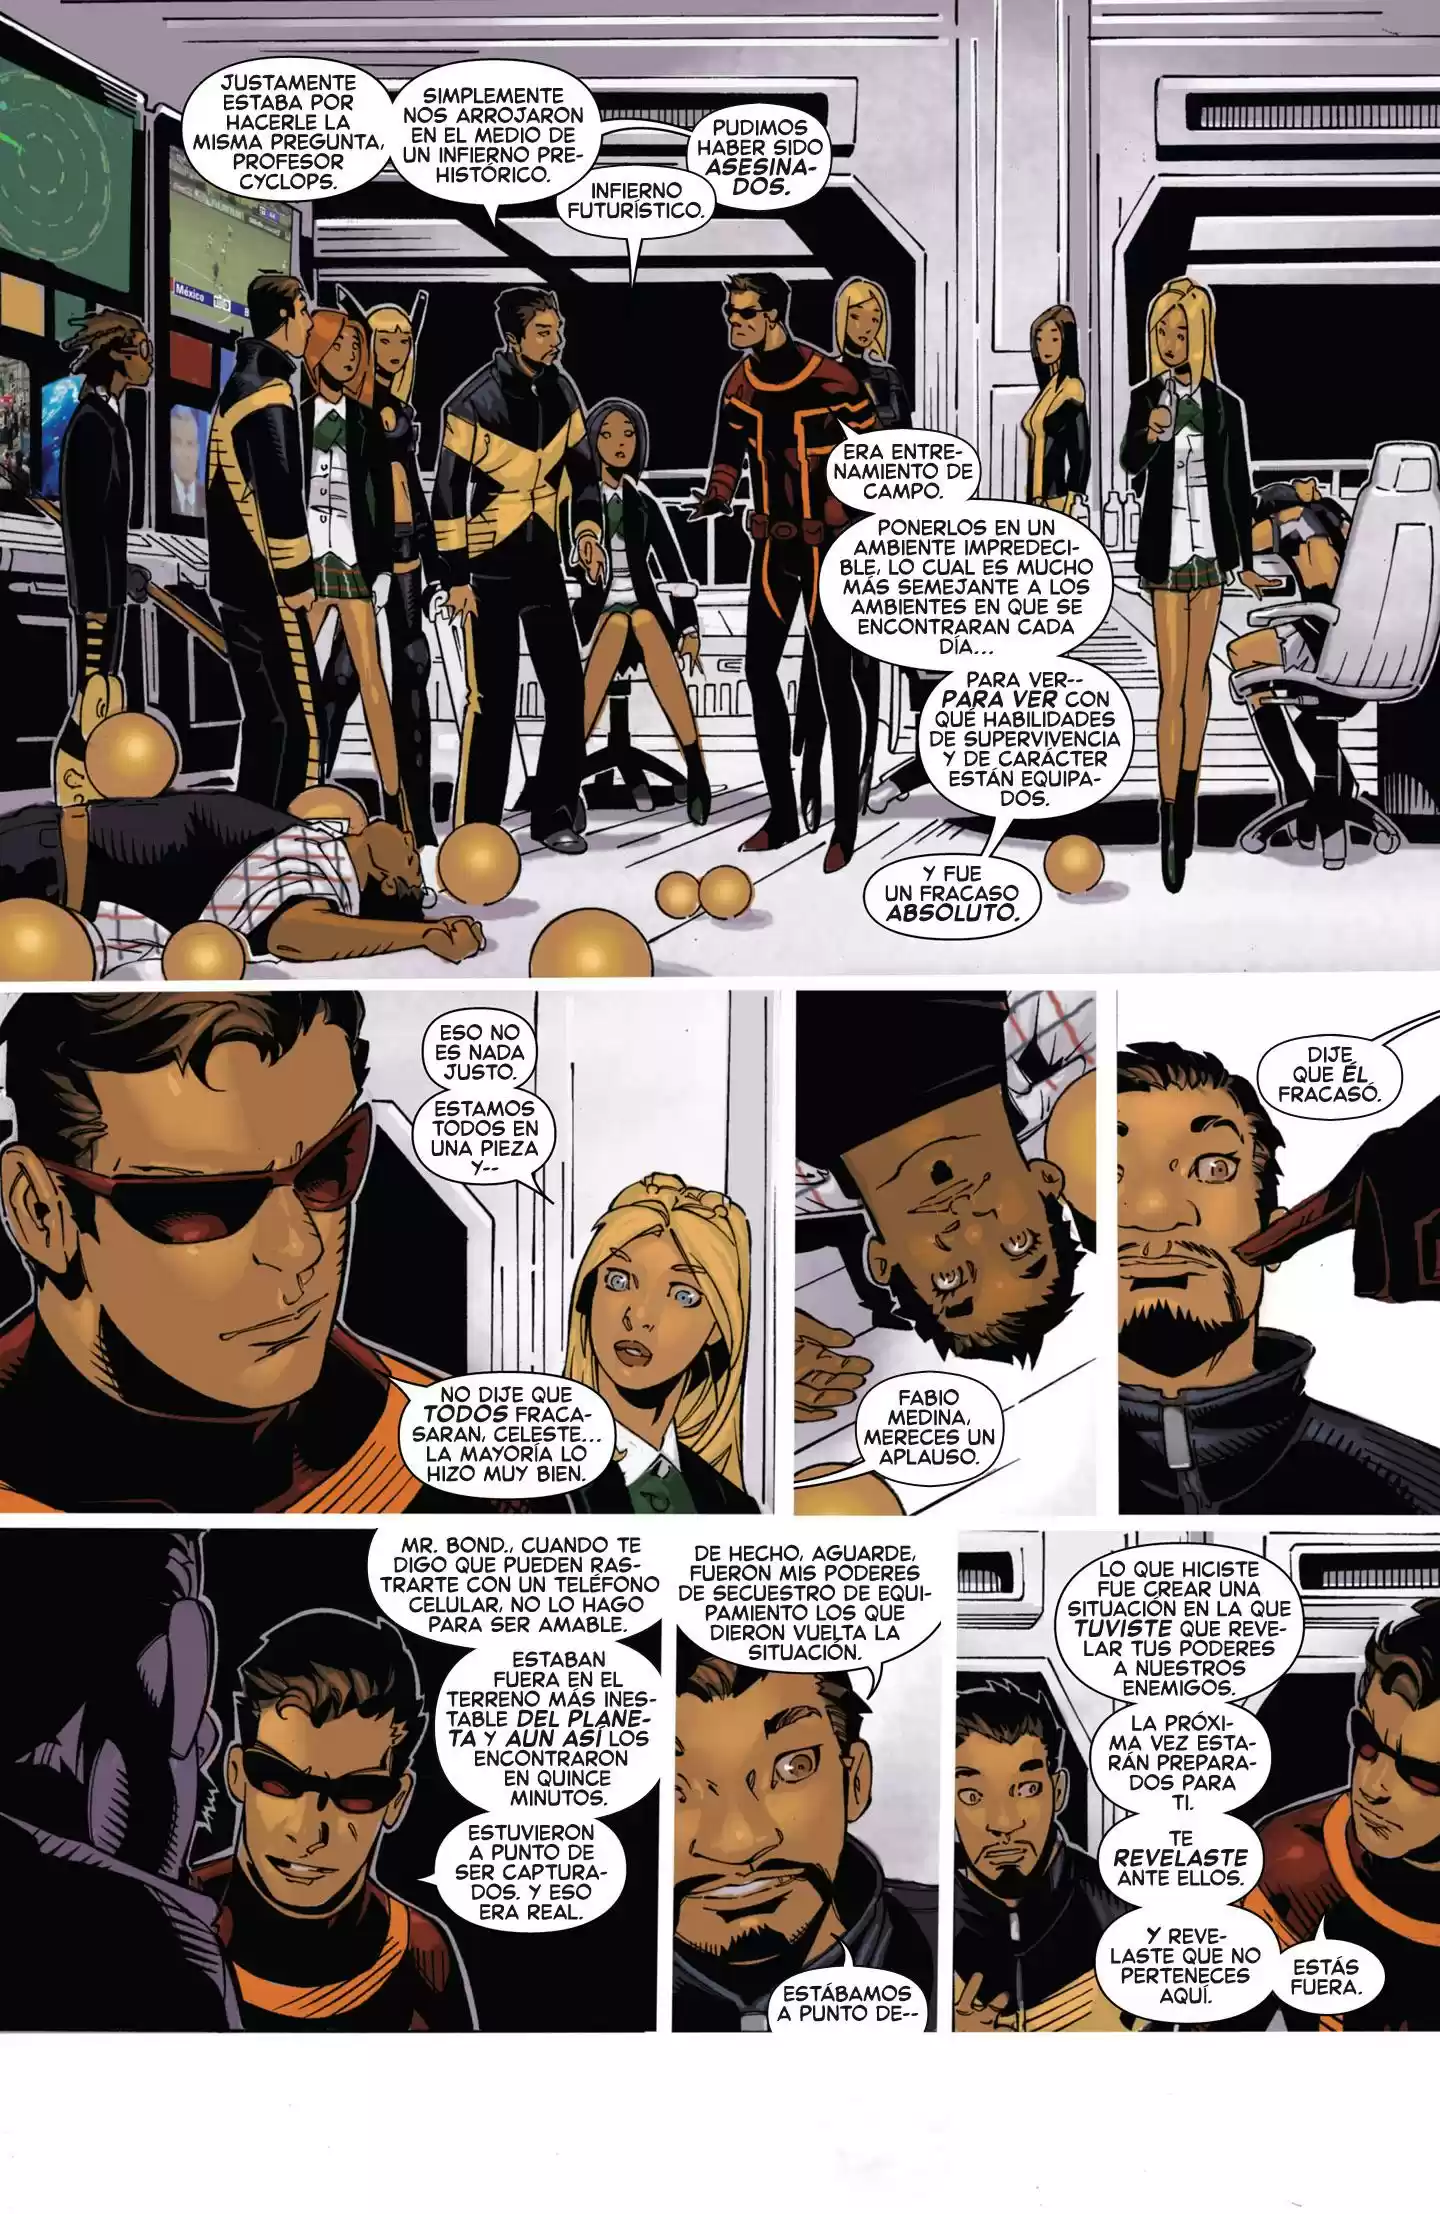 JUSTAMENTE
ESTABA POR
HACERLE LA
MISMA PREGUNTA,
PROFESOR
CYCLOPS.
SIMPLEMENTE
NOS ARROJARON
EN EL MEDIO DE
UN INFIERNO PRE-
HISTÓRICO.
INFIERNO
FUTURÍSTICO.
PUDIMOS
HABER SIDO
ASESINA-
DOS.
México
ERA ENTRE-
NAMIENTO DE
CAMPO.
PONERLOS EN UN
AMBIENTE IMPREDECI-
BLE, LO CUAL ES MUCHO
MÁS SEMEJANTE A LOS
AMBIENTES EN QUE SE
ENCONTRARAN CADA
DÍA...
PARA VER--
PARA VER CON
QUÉ HABILIDADES
DE SUPERVIVENCIA
Y DE CARÁCTER
ESTÁN EQUIPA-
DOS.
Y FUE
UN FRACASO
ABSOLUTO.
ESO NO
ES NADA
JUSTO.
ESTAMOS
TODOS EN
UNA PIEZA
Y--
NO DIJE QUE
TODOS FRACA-
SARAN, CELESTE...
LA MAYORÍA LO
HIZO MUY BIEN.
FABIO
MEDINA,
MERECES UN
APLAUSO.
DIJE
QUE ÉL
FRACASÓ.
MR. BOND., CUANDO TE
DIGO QUE PUEDEN RAS-
TRARTE CON UN TELÉFONO
CELULAR, NO LO HAGO
PARA SER AMABLE.
ESTABAN
FUERA EN EL
TERRENO MÁS INES-
TABLE DEL PLANE-
TA Y AUN ASÍ LOS
ENCONTRARON
EN QUINCE
MINUTOS.
ESTUVIERON
A PUNTO DE
SER CAPTURA-
DOS. Y ESO
ERA REAL.
DE HECHO, AGUARDE,
FUERON MIS PODERES
DE SECUESTRO DE EQUI-
PAMIENTO LOS QUE
DIERON VUELTA LA
SITUACIÓN.
ESTÁBAMOS
A PUNTO DE--
LO QUE HICISTE
FUE CREAR UNA
SITUACIÓN EN LA QUE
TUVISTE QUE REVE-
LAR TUS PODERES
A NUESTROS
ENEMIGOS.
LA PRÓXI-
MA VEZ ESTA-
RÁN PREPARA-
DOS PARA
TI.
TE
REVELASTE
ANTE ELLOS.
Y REVE-
LASTE QUE NO
PERTENECES
AQUÍ.
ESTÁS
FUERA.